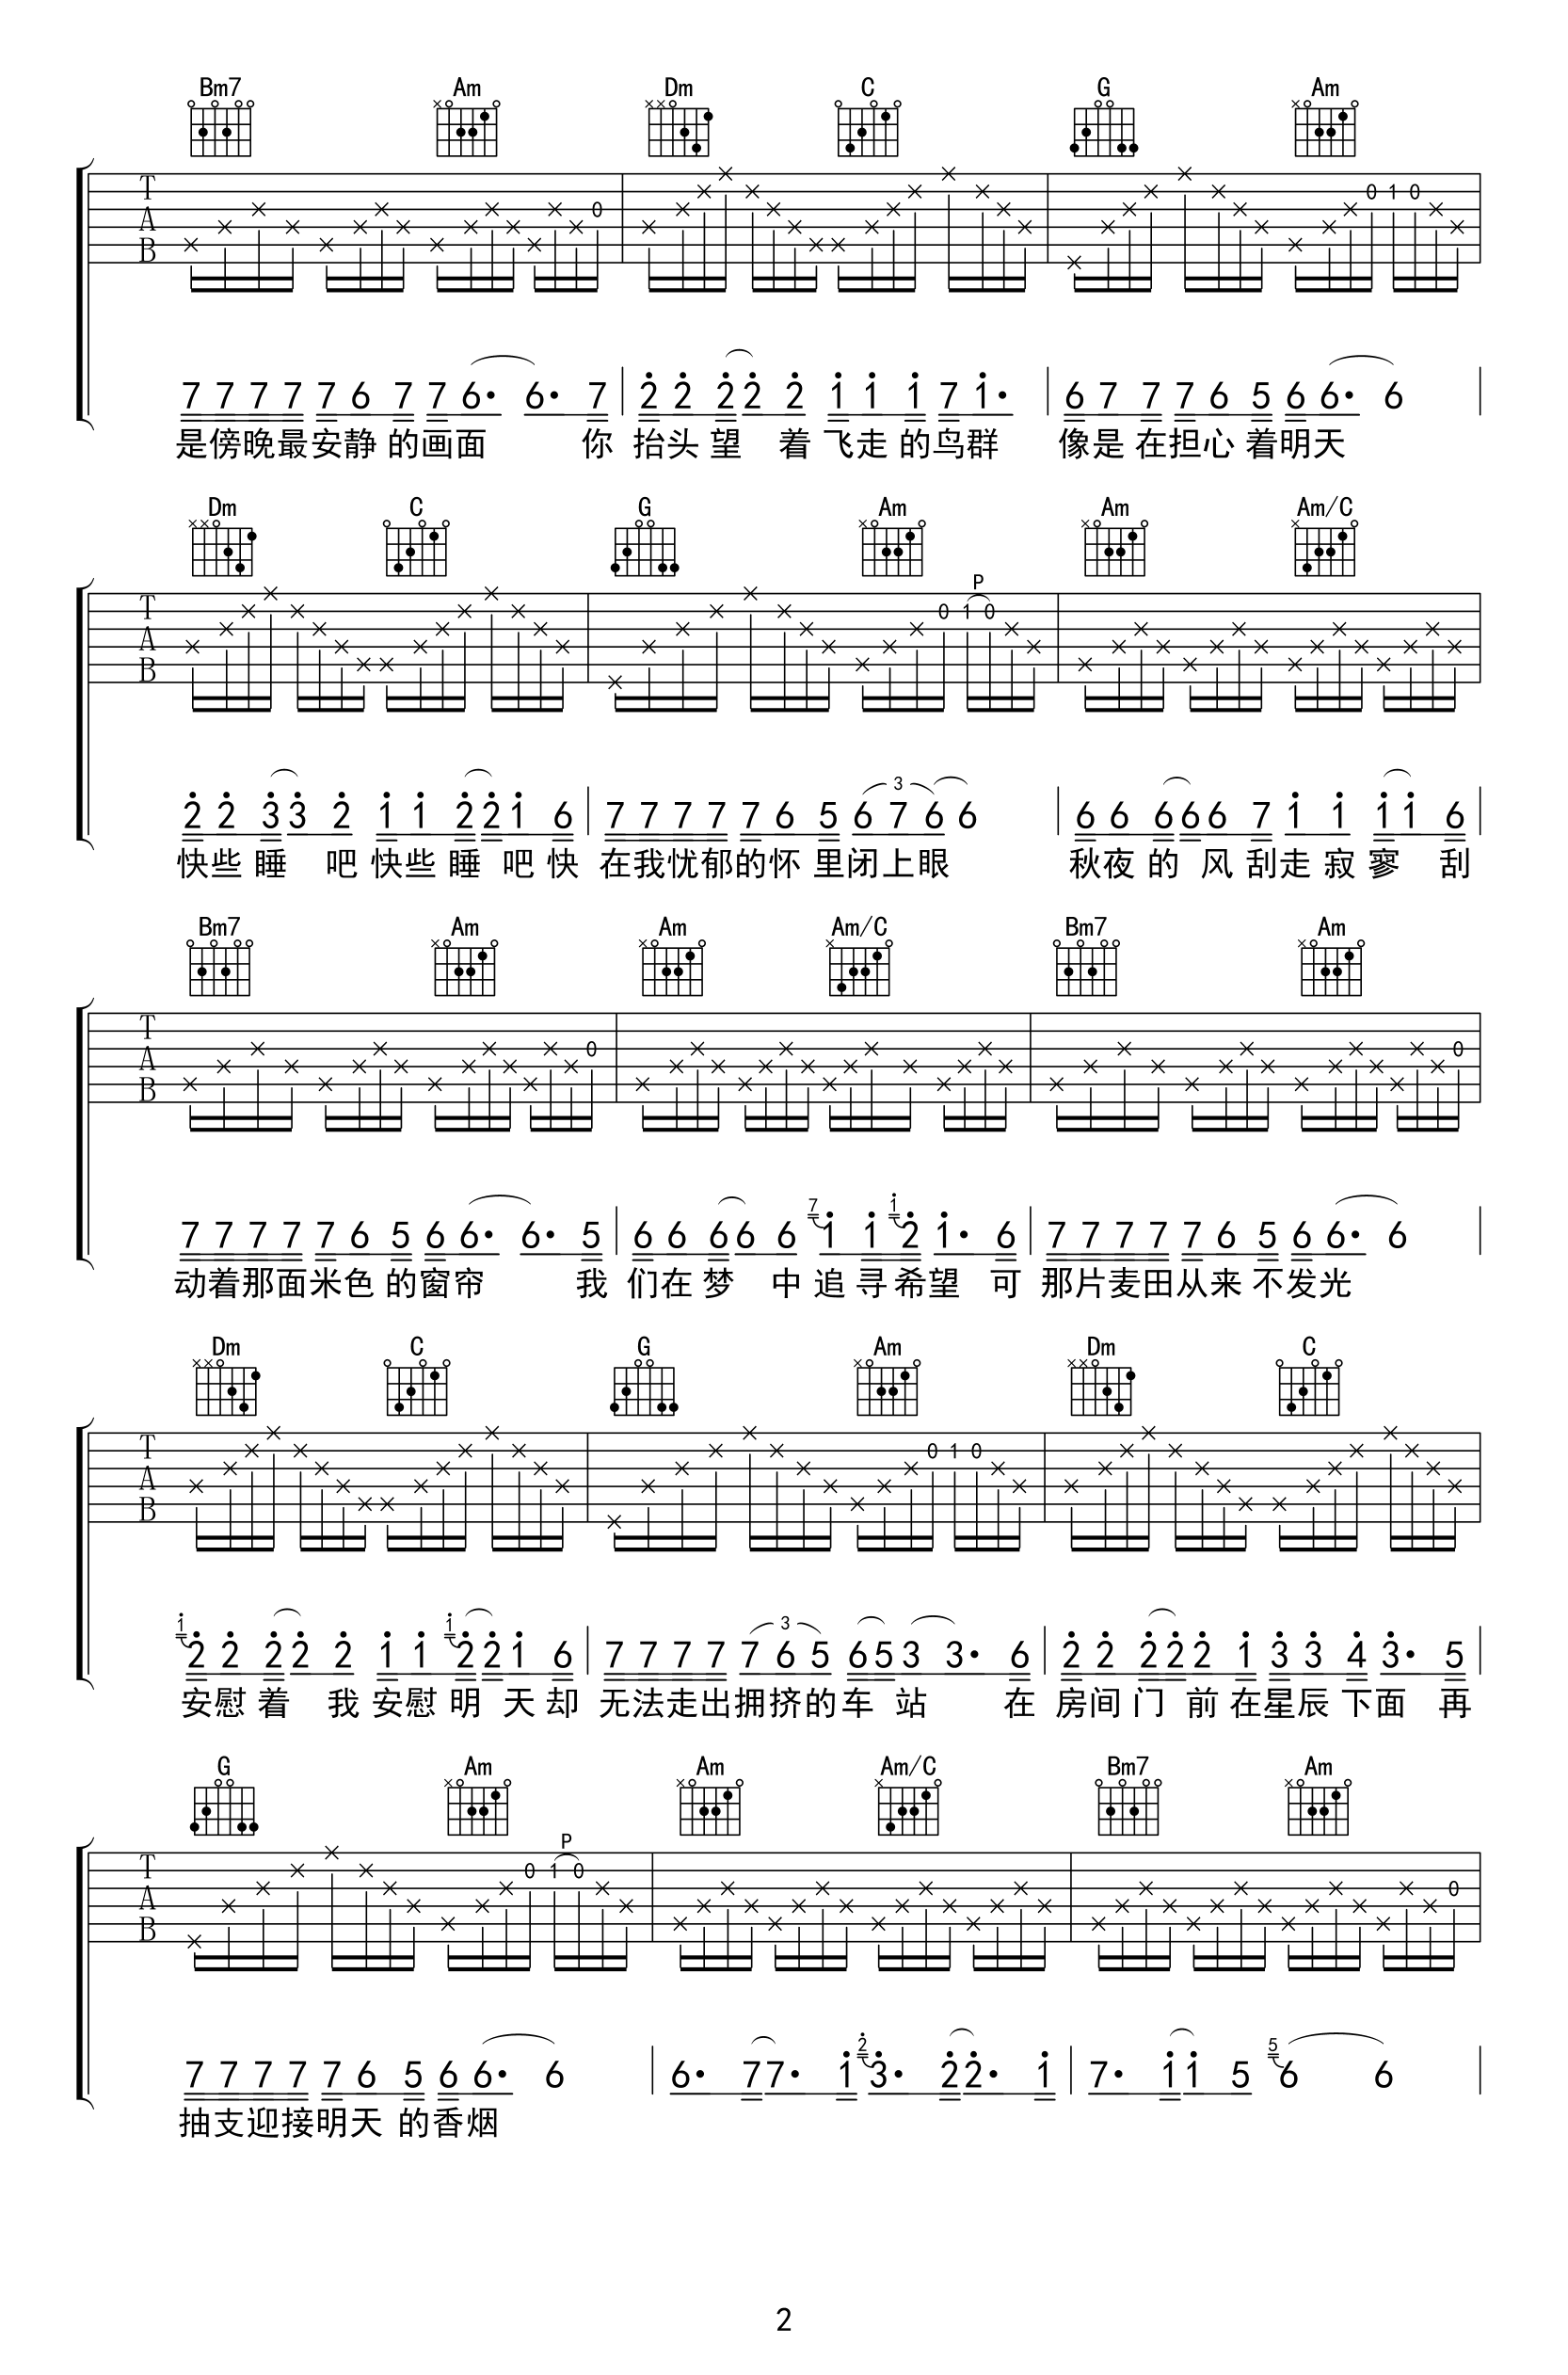 Bm7 Am Dm C G Am
T A B 0 0 1 0
7 7 7 7 7 6 7 7 6· 6· 7 2 2 2 2 2 1 1 1 7 1· 6 7 7 7 6 5 6 6· 6
是傍晚最安静 的画面 你 抬头 望 着 飞走 的鸟群 像是 在担心 着明天
Dm C G Am Am Am/C
P
T A B 0 1 0
3
2 2 3 3 2 1 1 2 2 1 6 7 7 7 7 7 6 5 6 7 6 6 6 6 6 6 6 7 1 1 1 1 6
快些 睡 吧 快些 睡 吧 快 在我忧郁的怀 里闭上眼 秋夜 的 风 刮走 寂 寥 刮
Bm7 Am Am Am/C Bm7 Am
T A B 0 0
7 1
7 7 7 7 7 6 5 6 6· 6· 5 6 6 6 6 6 1 1 2 1· 6 7 7 7 7 7 6 5 6 6· 6
动着那面米色 的窗帘 我 们在 梦 中 追 寻希望 可 那片麦田从来 不发光
Dm C G Am Dm C
T A B 0 1 0
1 1 3
2 2 2 2 2 1 1 2 2 1 6 7 7 7 7 7 6 5 6 5 3 3· 6 2 2 2 2 2 1 3 3 4 3· 5
安慰 着 我 安慰 明 天 却 无法走出拥挤的车 站 在 房间 门 前 在星辰 下面 再
G Am Am Am/C Bm7 Am
P
T A B 0 1 0 0
2 5
7 7 7 7 7 6 5 6 6· 6 6· 7 7· 1 3· 2 2· 1 7· 1 1 5 6 6
抽支迎接明天 的香烟
2